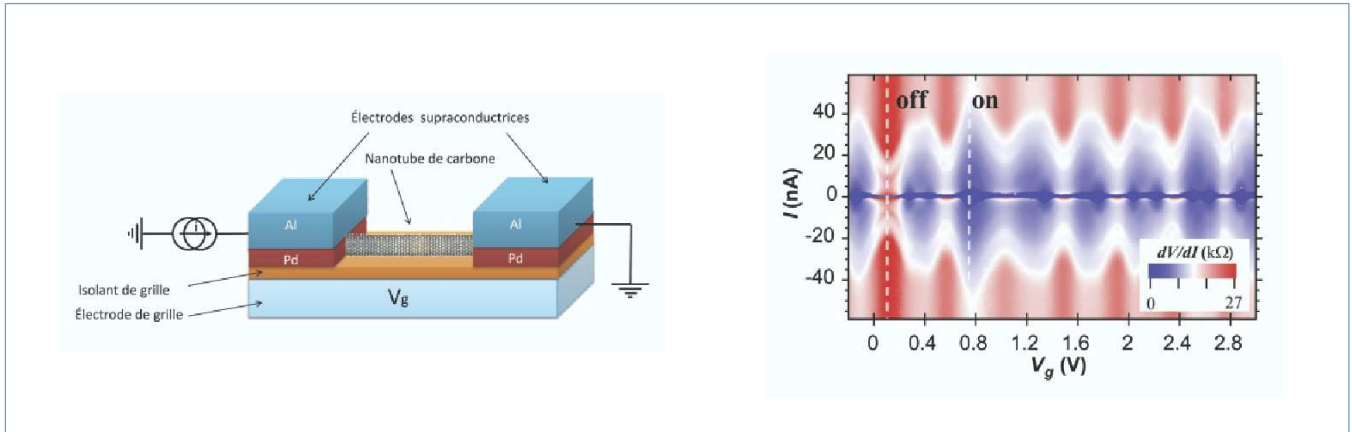 Électrodes supraconductrices
Nanotube de carbone
Al
Al
Pd
Pd
Isolant de grille
Vg
Électrode de grille
off
on
I (nA)
40
20
0
-20
-40
dV/dI (kΩ)
0
27
0
0.4
0.8
1.2
1.6
2
2.4
2.8
Vg (V)